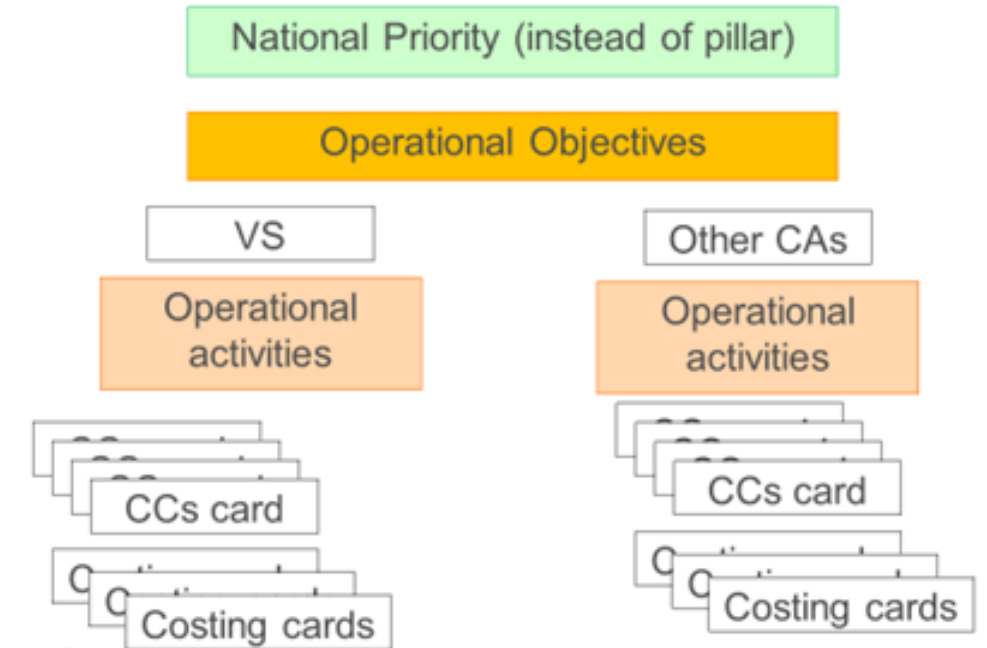 National Priority (instead of pillar)
Operational Objectives
VS
Operational
activities
CCs card
Costing cards
Other CAs
Operational
activities
CCs card
Costing cards